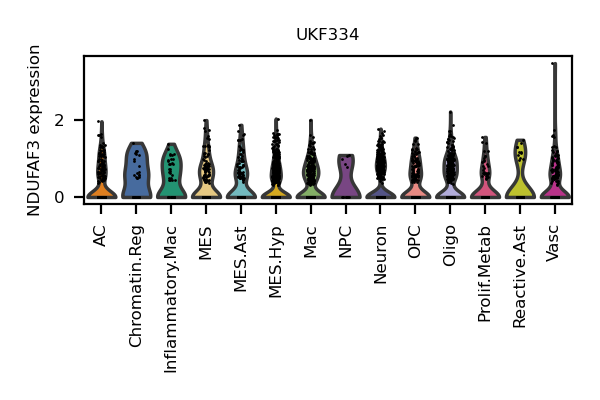 UKF334
NDUFAF3 expression
2
0
AC
Chromatin.Reg
Inflammatory.Mac
MES
MES.Ast
MES.Hyp
Mac
NPC
Neuron
OPC
Oligo
Prolif.Metab
Reactive.Ast
Vasc